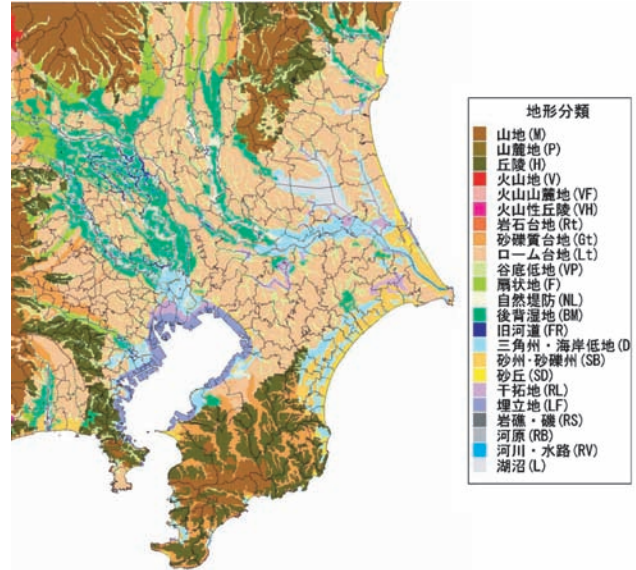 地形分類
山地(M)
山麓地(P)
丘陵(H)
火山地(V)
火山山麓地(VF)
火山性丘陵(VH)
岩石台地(Rt)
砂礫質台地(Gt)
ローム台地(Lt)
谷底低地(VP)
扇状地(F)
自然堤防(NL)
後背湿地(BM)
旧河道(FR)
三角州・海岸低地(D
砂州・砂礫州(SB)
砂丘(SD)
干拓地(RL)
埋立地(LF)
岩礁・磯(RS)
河原(RB)
河川・水路(RV)
湖沼(L)